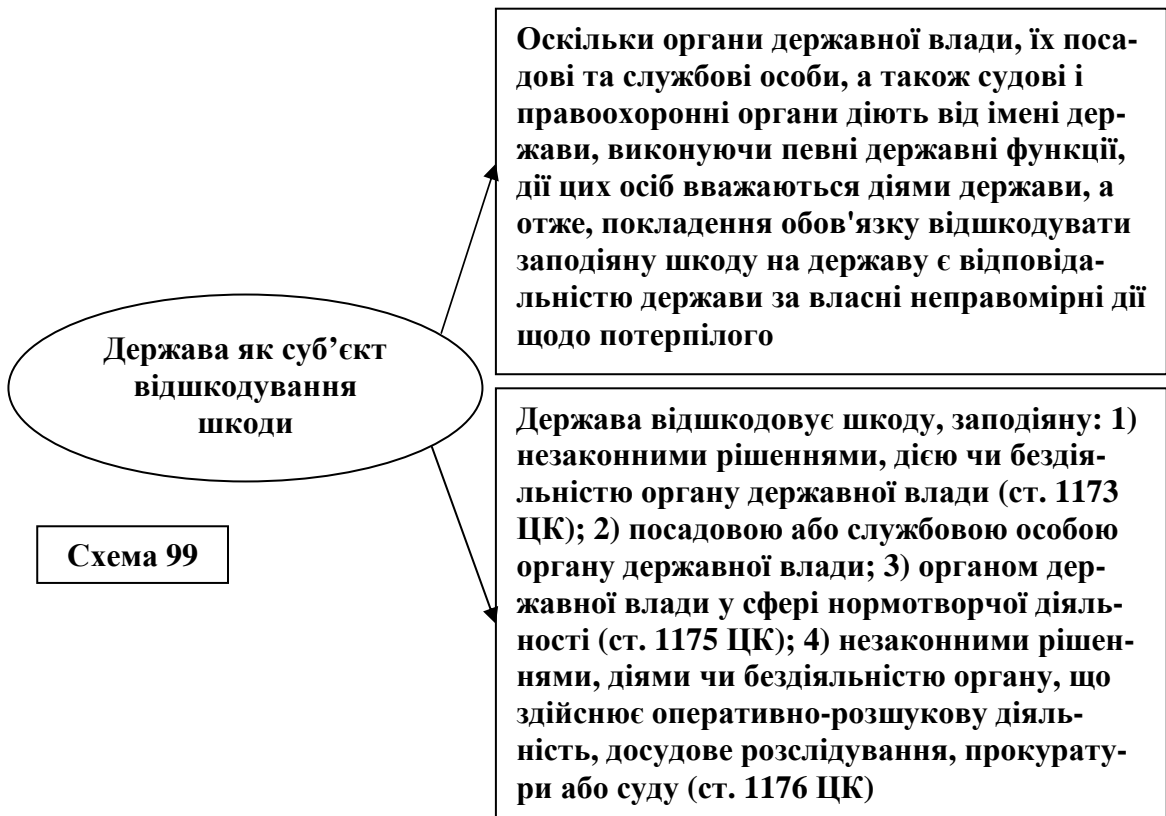 Оскільки органи державної влади, їх поса-
дові та службові особи, а також судові і
правоохоронні органи діють від імені дер-
жави, виконуючи певні державні функції,
дії цих осіб вважаються діями держави, а
отже, покладення обов'язку відшкодувати
заподіяну шкоду на державу є відповіда-
льністю держави за власні неправомірні дії
щодо потерпілого
Держава як суб’єкт
відшкодування
шкоди
Держава відшкодовує шкоду, заподіяну: 1)
незаконними рішеннями, дією чи бездія-
льністю органу державної влади (ст. 1173
ЦК); 2) посадовою або службовою особою
органу державної влади; 3) органом дер-
жавної влади у сфері нормотворчої діяль-
ності (ст. 1175 ЦК); 4) незаконними рішен-
нями, діями чи бездіяльністю органу, що
здійснює оперативно-розшукову діяль-
ність, досудове розслідування, прокурату-
ри або суду (ст. 1176 ЦК)
Схема 99